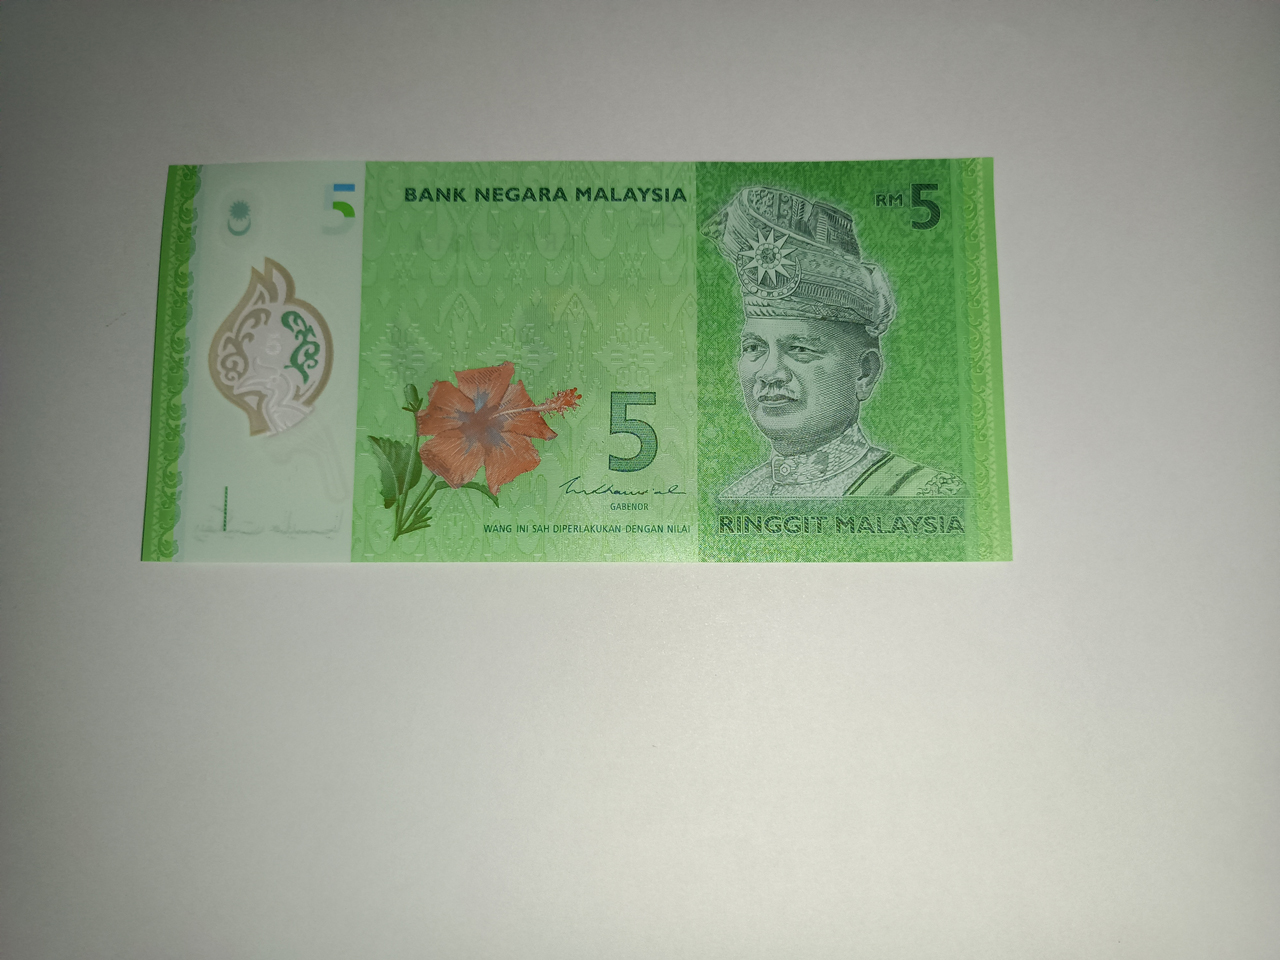 5
BANK NEGARA MALAYSIA
RM 5
5
GABENOR
WANG INI SAH DIPERLAKUKAN DENGAN NILAI
RINGGIT MALAYSIA